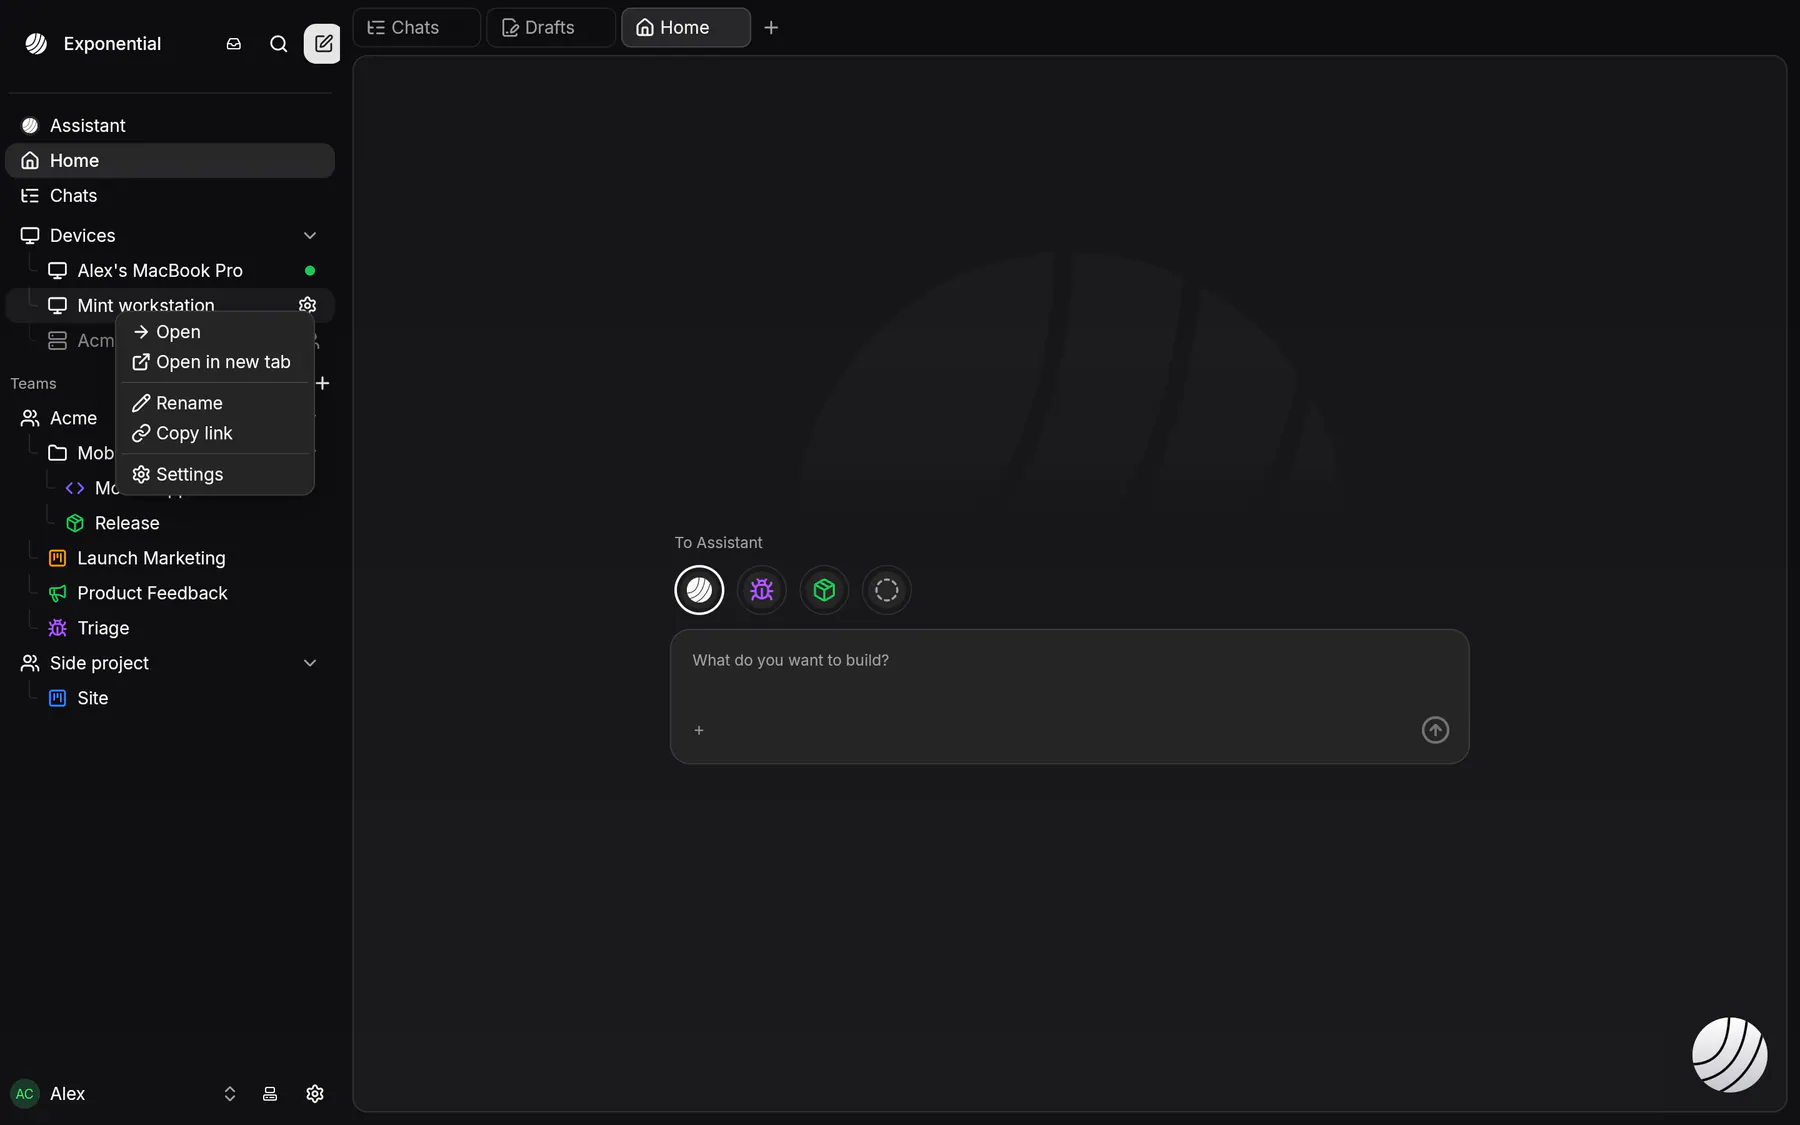 Exponential
Chats
Drafts
Home
Assistant
Home
Chats
Devices
Alex's MacBook Pro
Mint workstation
Open
Open in new tab
Rename
Copy link
Settings
Teams
Acme
Release
Launch Marketing
Product Feedback
Triage
Side project
Site
To Assistant
What do you want to build?
AC
Alex